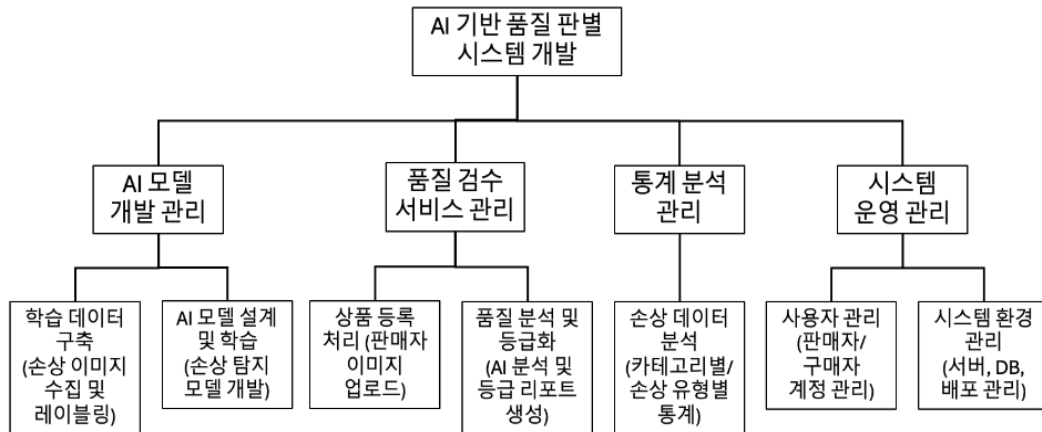 AI 기반 품질 판별
시스템 개발
AI 모델
개발 관리
품질 검수
서비스 관리
통계 분석
관리
시스템
운영 관리
학습 데이터
구축
(손상 이미지
수집 및
레이블링)
AI 모델 설계
및 학습
(손상 탐지
모델 개발)
상품 등록
처리 (판매자
이미지
업로드)
품질 분석 및
등급화
(AI 분석 및
등급 리포트
생성)
손상 데이터
분석
(카테고리별/
손상 유형별
통계)
사용자 관리
(판매자/
구매자
계정 관리)
시스템 환경
관리
(서버, DB,
배포 관리)